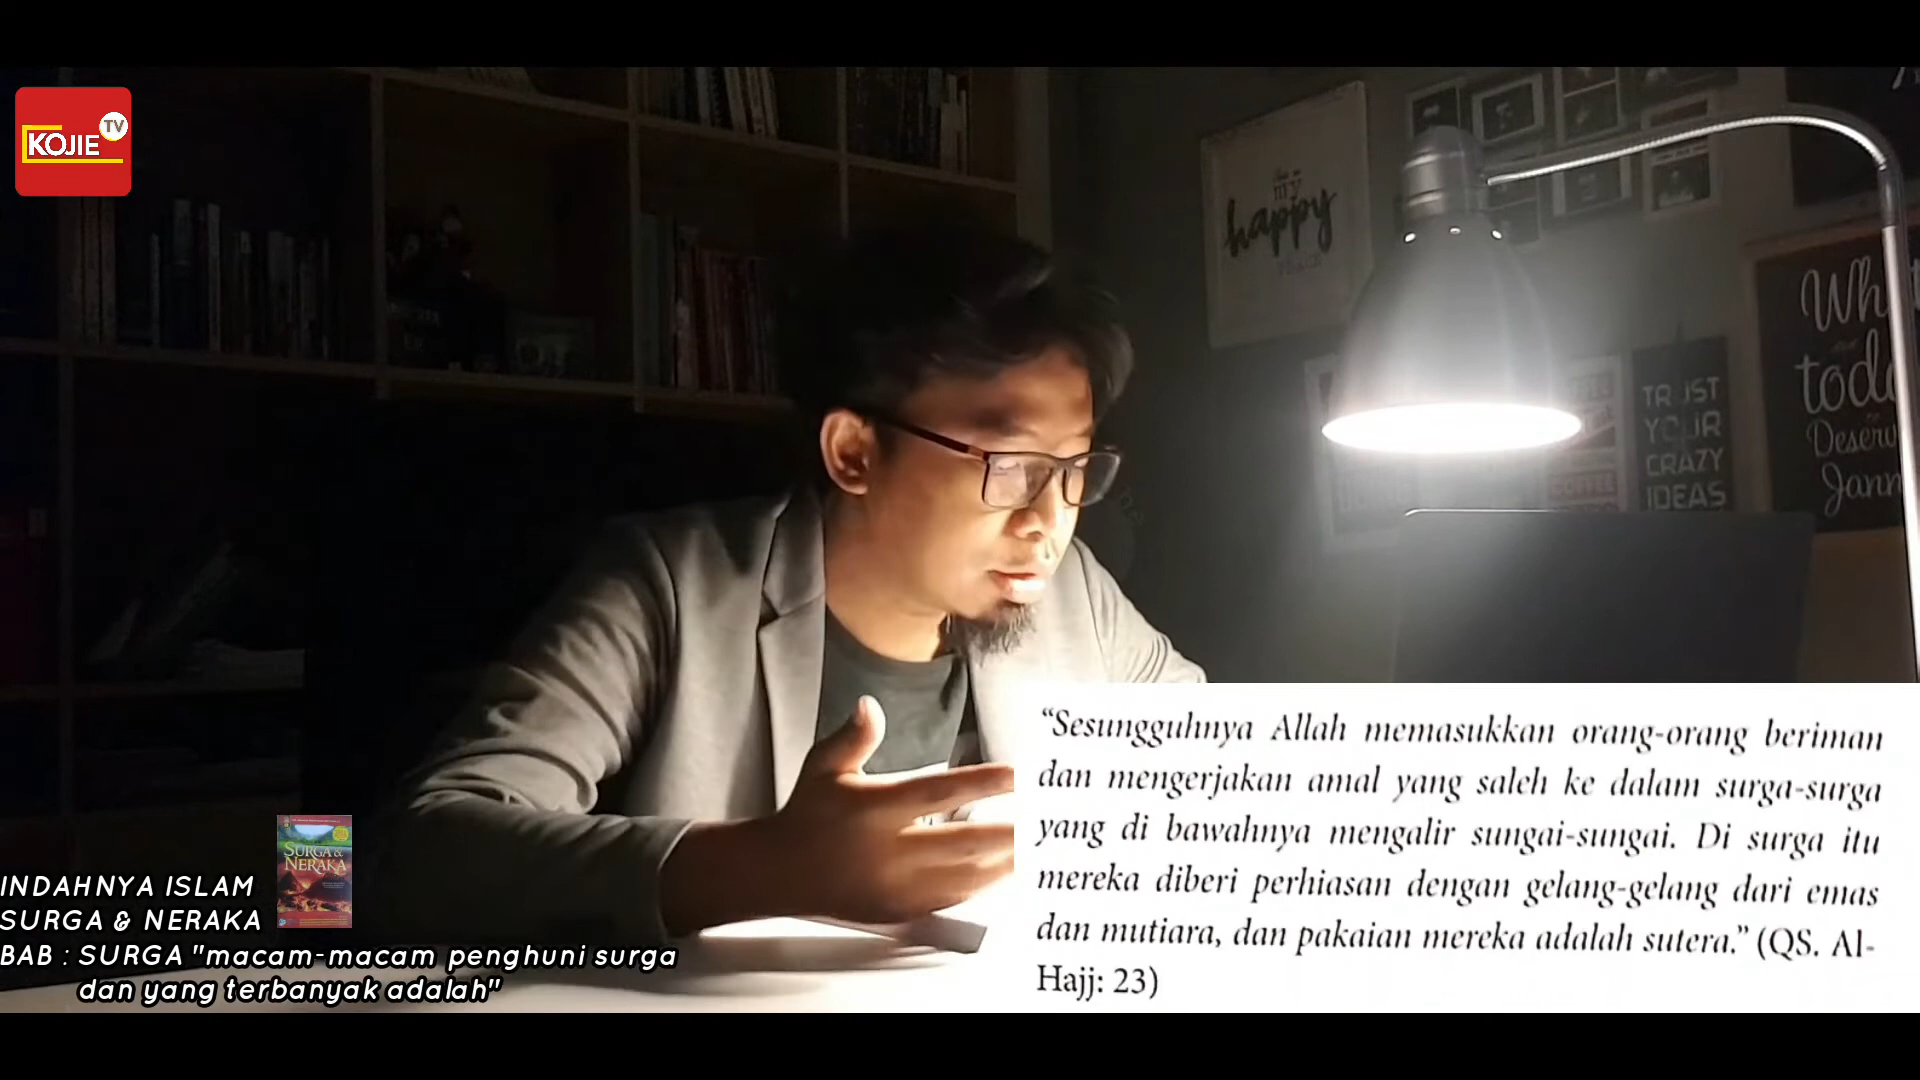 KOJIE TV
my
happy
TRUST
YOUR
CRAZY
IDEAS
COFFEE
today
SURGA &
NERAKA
INDAHNYA ISLAM
SURGA & NERAKA
BAB : SURGA "macam-macam penghuni surga
dan yang terbanyak adalah"
“Sesungguhnya Allah memasukkan orang-orang beriman
dan mengerjakan amal yang saleh ke dalam surga-surga
yang di bawahnya mengalir sungai-sungai. Di surga itu
mereka diberi perhiasan dengan gelang-gelang dari emas
dan mutiara, dan pakaian mereka adalah sutera.” (QS. Al-
Hajj: 23)